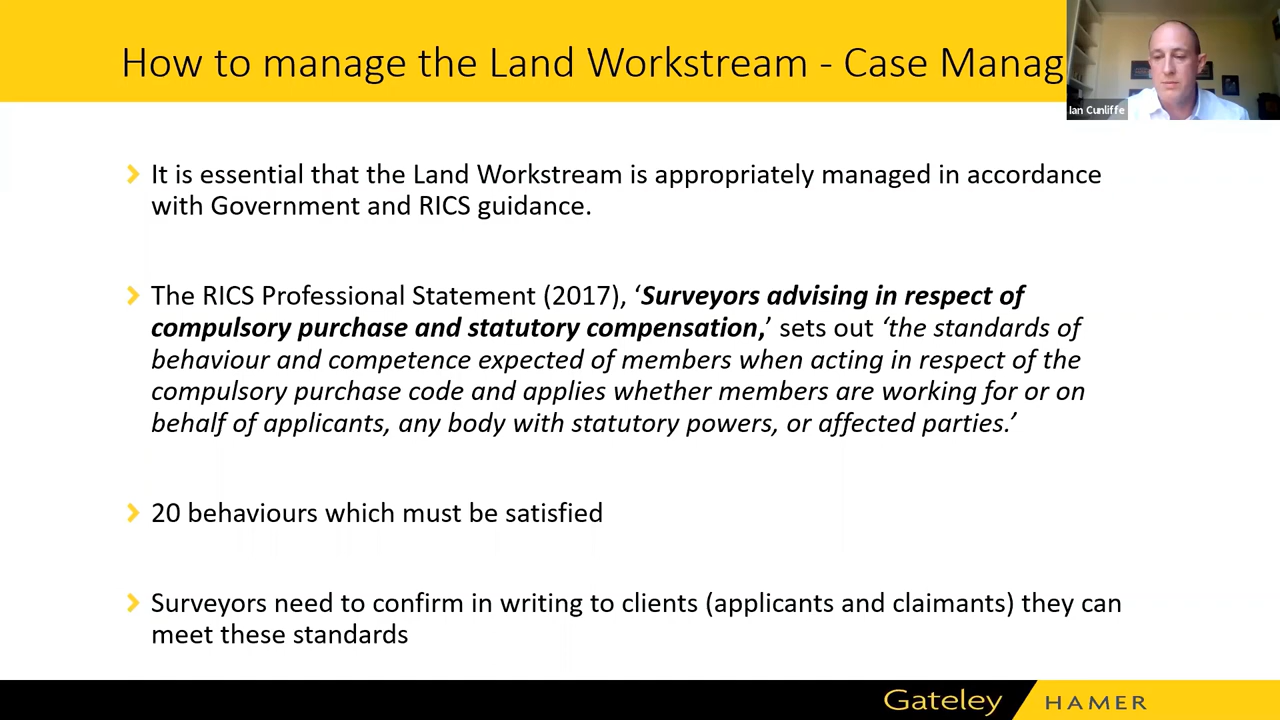 How to manage the Land Workstream - Case Manag
Ian Cunliffe
It is essential that the Land Workstream is appropriately managed in accordance
with Government and RICS guidance.
The RICS Professional Statement (2017), ‘Surveyors advising in respect of
compulsory purchase and statutory compensation,’ sets out ‘the standards of
behaviour and competence expected of members when acting in respect of the
compulsory purchase code and applies whether members are working for or on
behalf of applicants, any body with statutory powers, or affected parties.’
20 behaviours which must be satisfied
Surveyors need to confirm in writing to clients (applicants and claimants) they can
meet these standards
Gateley HAMER